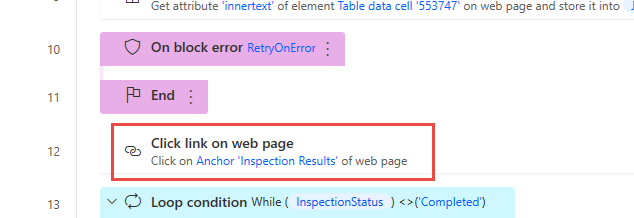 Get attribute 'innertext' of element Table data cell '553747' on web page and store it into J
10 On block error RetryOnError
11 End
12 Click link on web page
Click on Anchor 'Inspection Results' of web page
13 Loop condition While ( InspectionStatus ) <>('Completed')